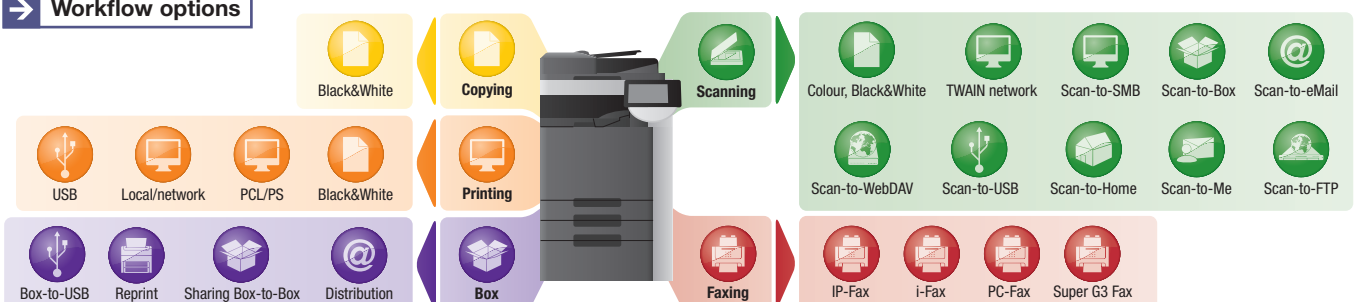 Workflow options
Black&White
Copying
Scanning
Colour, Black&White
TWAIN network
Scan-to-SMB
Scan-to-Box
Scan-to-eMail
USB
Local/network
PCL/PS
Black&White
Printing
Scan-to-WebDAV
Scan-to-USB
Scan-to-Home
Scan-to-Me
Scan-to-FTP
Box-to-USB
Reprint
Sharing Box-to-Box
Distribution
Box
Faxing
IP-Fax
i-Fax
PC-Fax
Super G3 Fax